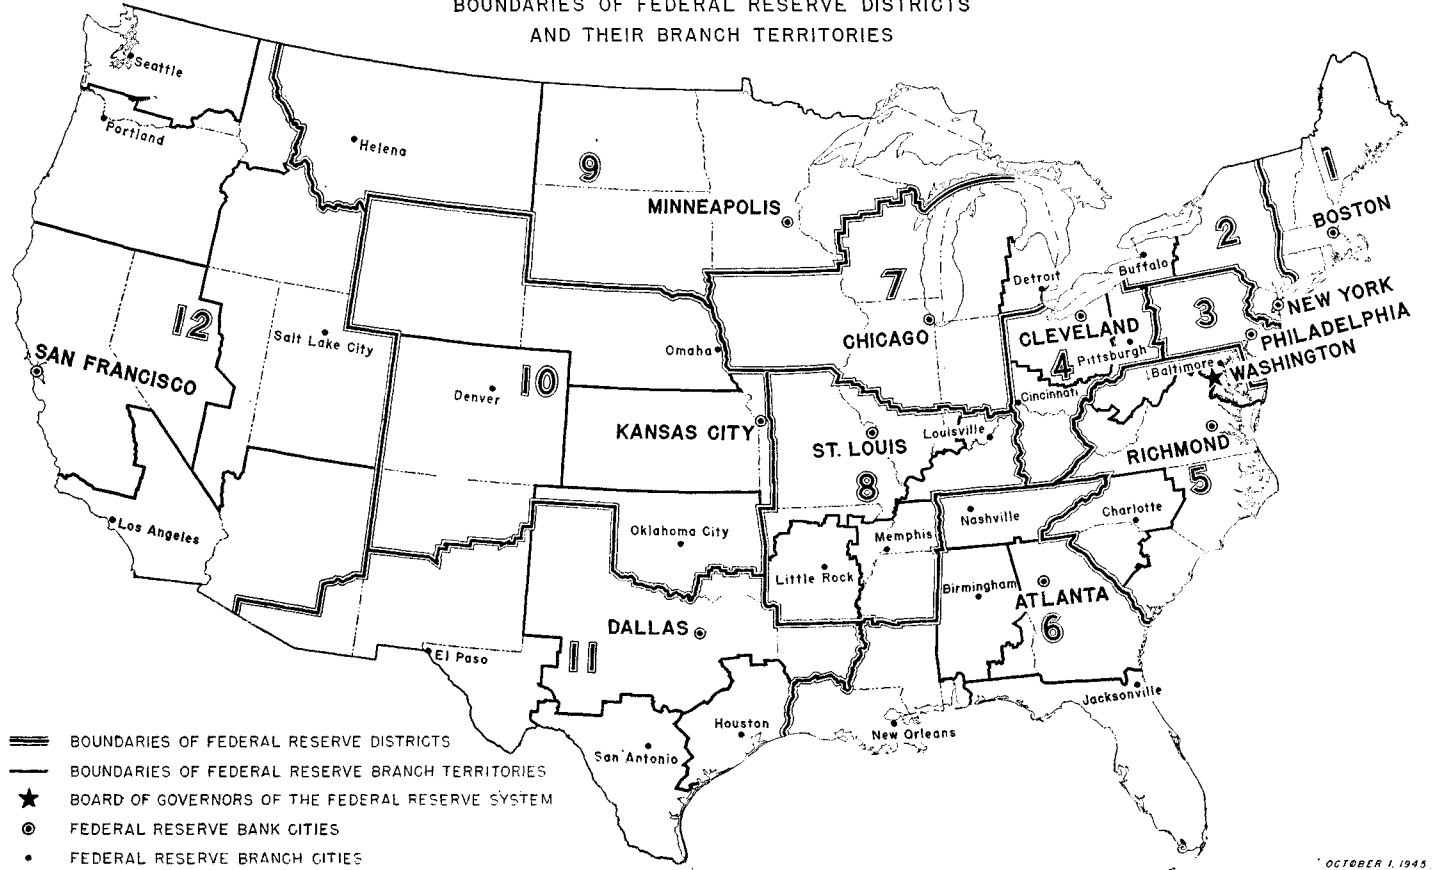 BOUNDARIES OF FEDERAL RESERVE DISTRICTS
AND THEIR BRANCH TERRITORIES
Seattle
Portland
Helena
9
MINNEAPOLIS
1
BOSTON
2
Buffalo
Detroit
7
12
Salt Lake City
SAN FRANCISCO
Omaha
CHICAGO
CLEVELAND
4
Pittsburgh
3
NEW YORK
PHILADELPHIA
WASHINGTON
Baltimore
Cincinnati
Denver
10
KANSAS CITY
ST. LOUIS
8
Louisville
RICHMOND
5
Los Angeles
Oklahoma City
Little Rock
Memphis
Nashville
Charlotte
Birmingham
ATLANTA
6
DALLAS
11
El Paso
Houston
San Antonio
New Orleans
Jacksonville
BOUNDARIES OF FEDERAL RESERVE DISTRICTS
BOUNDARIES OF FEDERAL RESERVE BRANCH TERRITORIES
BOARD OF GOVERNORS OF THE FEDERAL RESERVE SYSTEM
FEDERAL RESERVE BANK CITIES
FEDERAL RESERVE BRANCH CITIES
OCTOBER 1, 1945